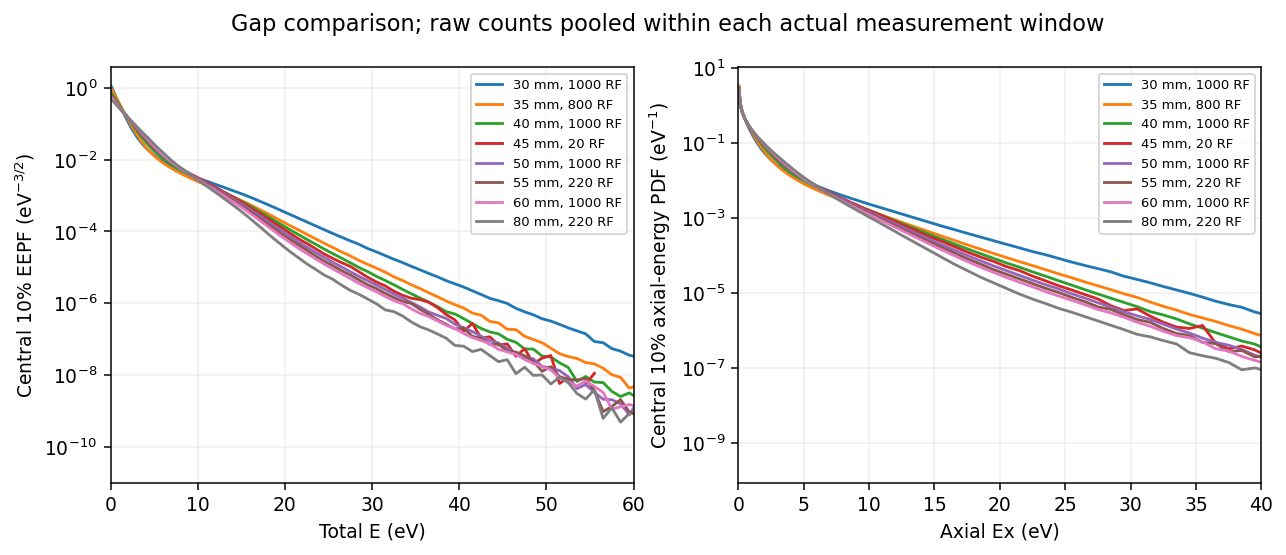 Gap comparison; raw counts pooled within each actual measurement window
Central 10% EEPF (eV⁻³ᐟ²)
10⁰
10⁻²
10⁻⁴
10⁻⁶
10⁻⁸
10⁻¹⁰
30 mm, 1000 RF
35 mm, 800 RF
40 mm, 1000 RF
45 mm, 20 RF
50 mm, 1000 RF
55 mm, 220 RF
60 mm, 1000 RF
80 mm, 220 RF
0 10 20 30 40 50 60
Total E (eV)
Central 10% axial-energy PDF (eV⁻¹)
10¹
10⁻¹
10⁻³
10⁻⁵
10⁻⁷
10⁻⁹
30 mm, 1000 RF
35 mm, 800 RF
40 mm, 1000 RF
45 mm, 20 RF
50 mm, 1000 RF
55 mm, 220 RF
60 mm, 1000 RF
80 mm, 220 RF
0 5 10 15 20 25 30 35 40
Axial Ex (eV)